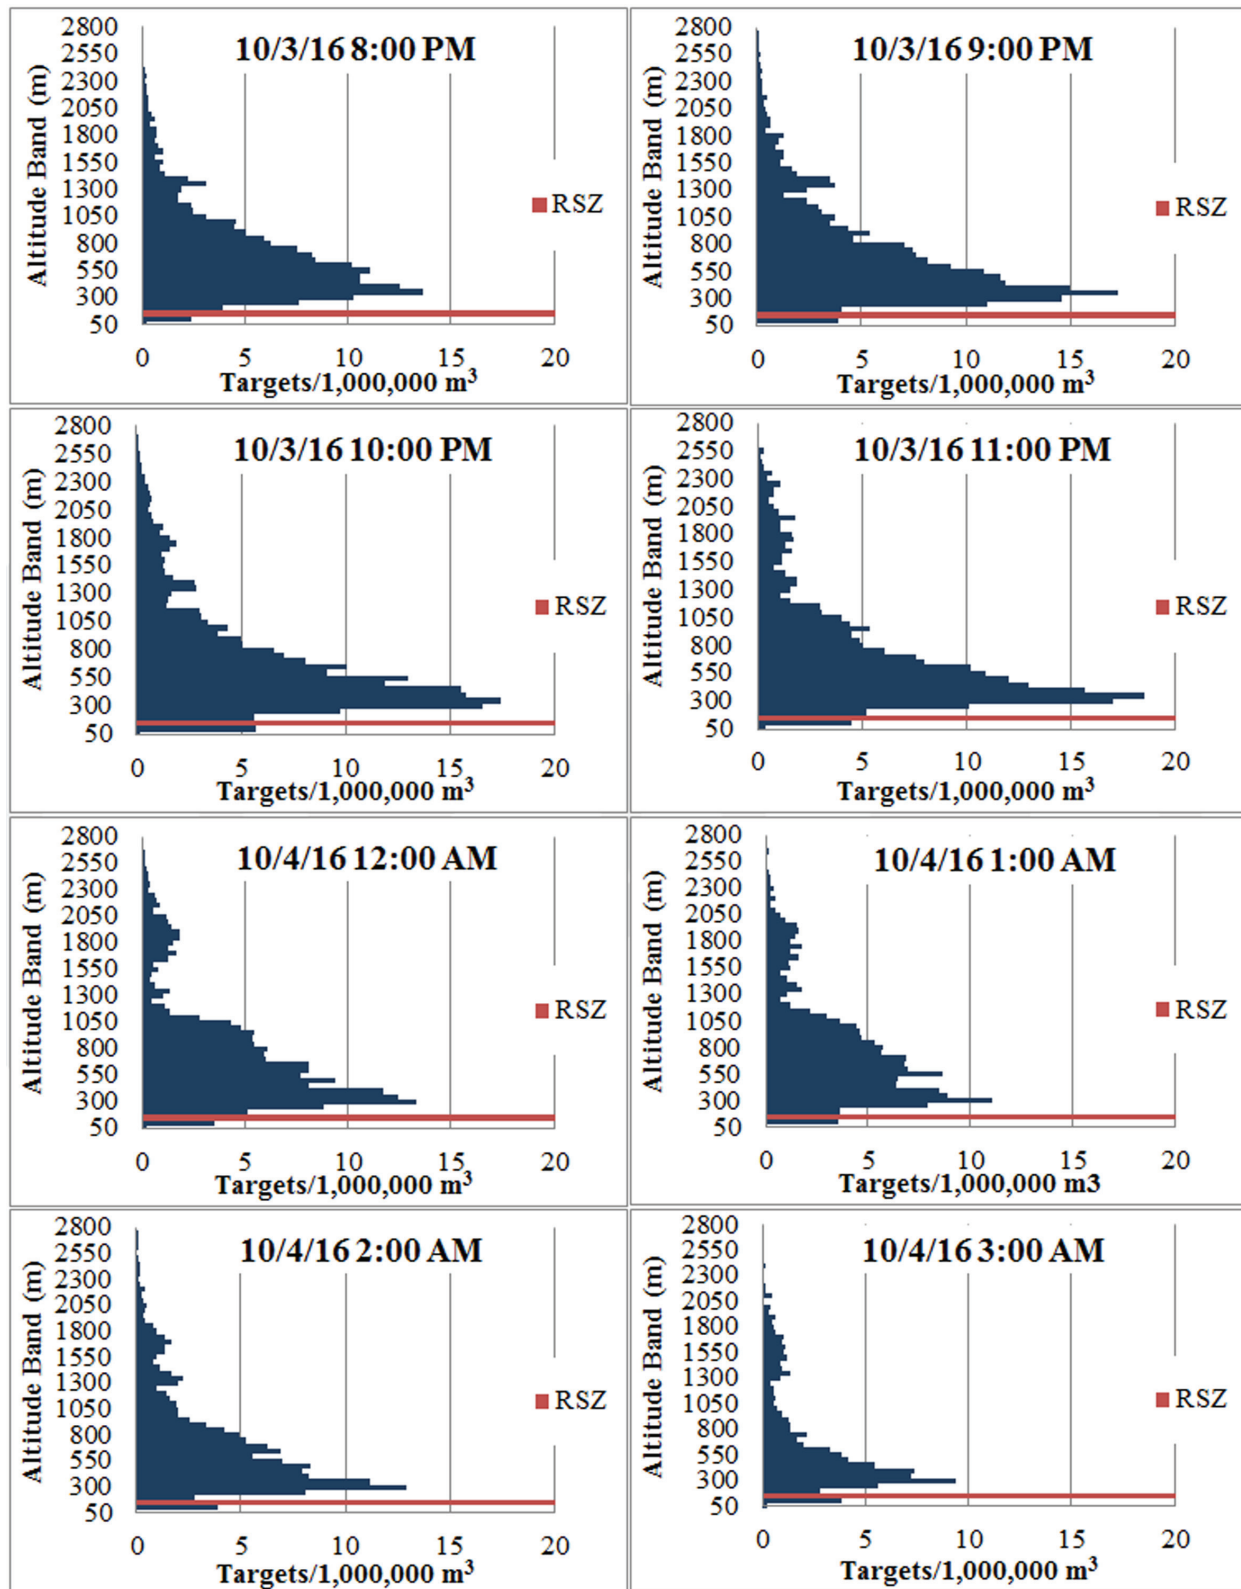 10/3/16 8:00 PM
Altitude Band (m)
2800
2550
2300
2050
1800
1550
1300
1050
800
550
300
50
RSZ
0 5 10 15 20
Targets/1,000,000 m³
10/3/16 9:00 PM
Altitude Band (m)
2800
2550
2300
2050
1800
1550
1300
1050
800
550
300
50
RSZ
0 5 10 15 20
Targets/1,000,000 m³
10/3/16 10:00 PM
Altitude Band (m)
2800
2550
2300
2050
1800
1550
1300
1050
800
550
300
50
RSZ
0 5 10 15 20
Targets/1,000,000 m³
10/3/16 11:00 PM
Altitude Band (m)
2800
2550
2300
2050
1800
1550
1300
1050
800
550
300
50
RSZ
0 5 10 15 20
Targets/1,000,000 m³
10/4/16 12:00 AM
Altitude Band (m)
2800
2550
2300
2050
1800
1550
1300
1050
800
550
300
50
RSZ
0 5 10 15 20
Targets/1,000,000 m³
10/4/16 1:00 AM
Altitude Band (m)
2800
2550
2300
2050
1800
1550
1300
1050
800
550
300
50
RSZ
0 5 10 15 20
Targets/1,000,000 m3
10/4/16 2:00 AM
Altitude Band (m)
2800
2550
2300
2050
1800
1550
1300
1050
800
550
300
50
RSZ
0 5 10 15 20
Targets/1,000,000 m³
10/4/16 3:00 AM
Altitude Band (m)
2800
2550
2300
2050
1800
1550
1300
1050
800
550
300
50
RSZ
0 5 10 15 20
Targets/1,000,000 m³